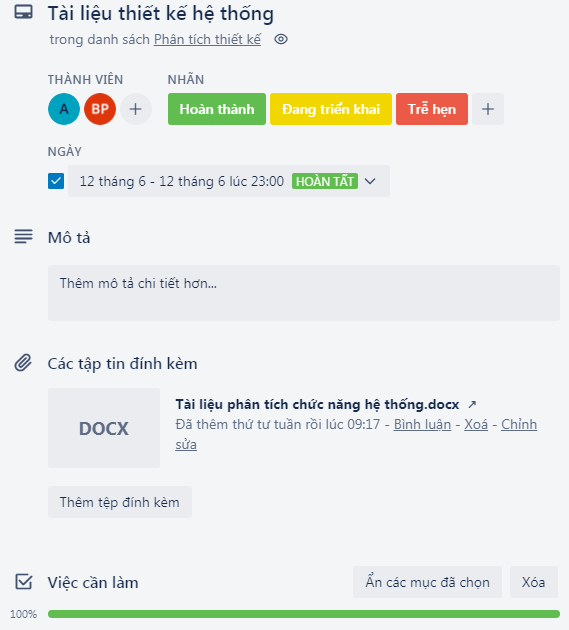 Tài liệu thiết kế hệ thống
trong danh sách Phân tích thiết kế
THÀNH VIÊN NHÃN
A BP Hoàn thành Đang triển khai Trễ hẹn
NGÀY
12 tháng 6 - 12 tháng 6 lúc 23:00 HOÀN TẤT
Mô tả
Thêm mô tả chi tiết hơn...
Các tập tin đính kèm
DOCX
Tài liệu phân tích chức năng hệ thống.docx ↗
Đã thêm thứ tư tuần rồi lúc 09:17 - Bình luận - Xoá - Chỉnh
sửa
Thêm tệp đính kèm
Việc cần làm Ẩn các mục đã chọn Xóa
100%